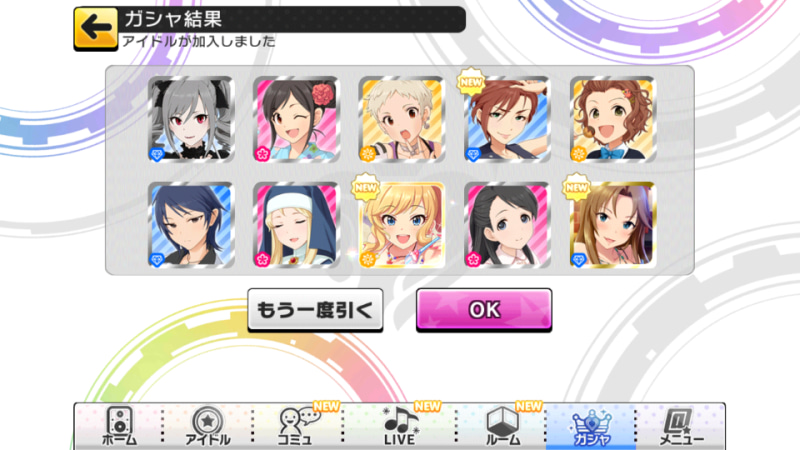 ガシャ結果
アイドルが加入しました
NEW
NEW
NEW
もう一度引く
OK
NEW
NEW
NEW
ホーム
アイドル
コミュ
LIVE
ルーム
ガシャ
メニュー